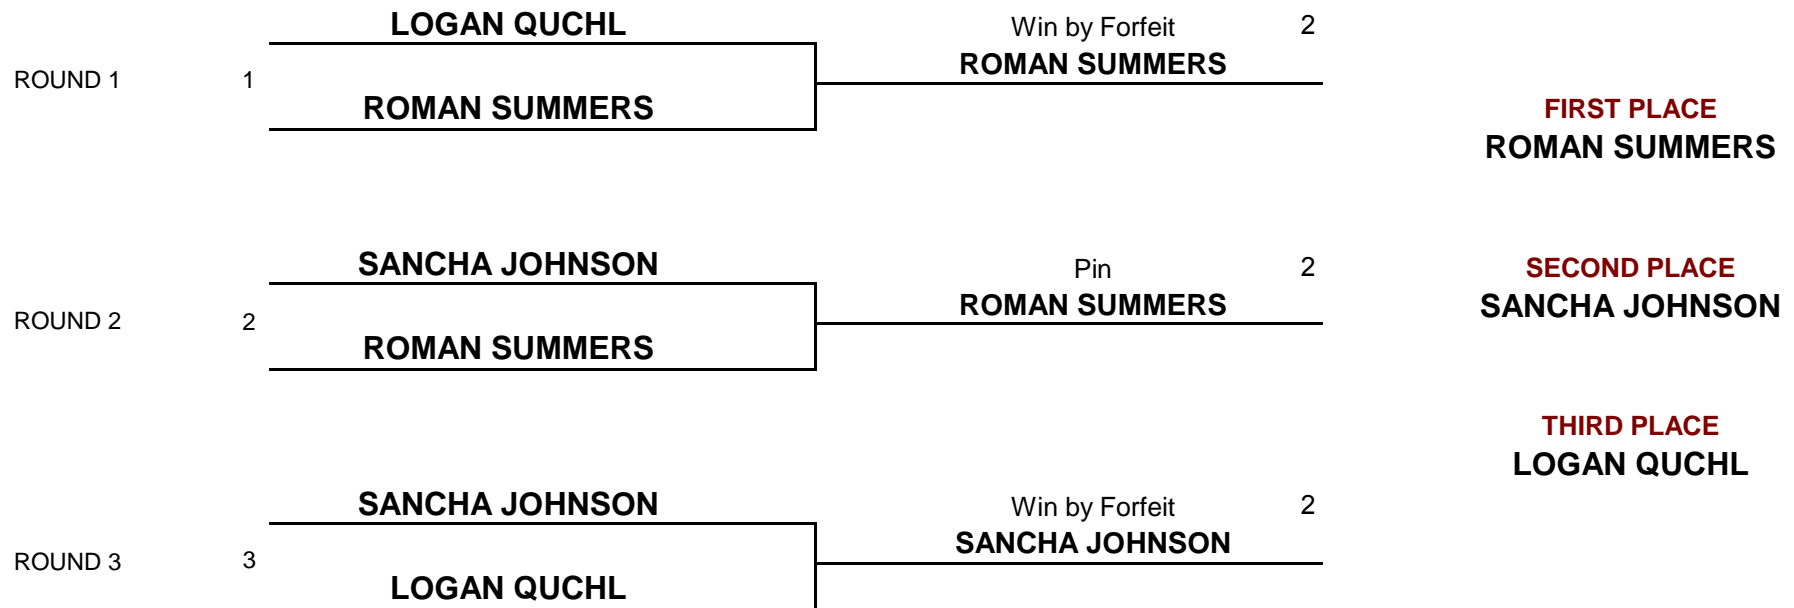 LOGAN QUCHL
Win by Forfeit 2
ROUND 1 1
ROMAN SUMMERS
ROMAN SUMMERS
FIRST PLACE
ROMAN SUMMERS
SANCHA JOHNSON
Pin 2
ROUND 2 2
ROMAN SUMMERS
ROMAN SUMMERS
SECOND PLACE
SANCHA JOHNSON
THIRD PLACE
LOGAN QUCHL
SANCHA JOHNSON
Win by Forfeit 2
ROUND 3 3
SANCHA JOHNSON
LOGAN QUCHL